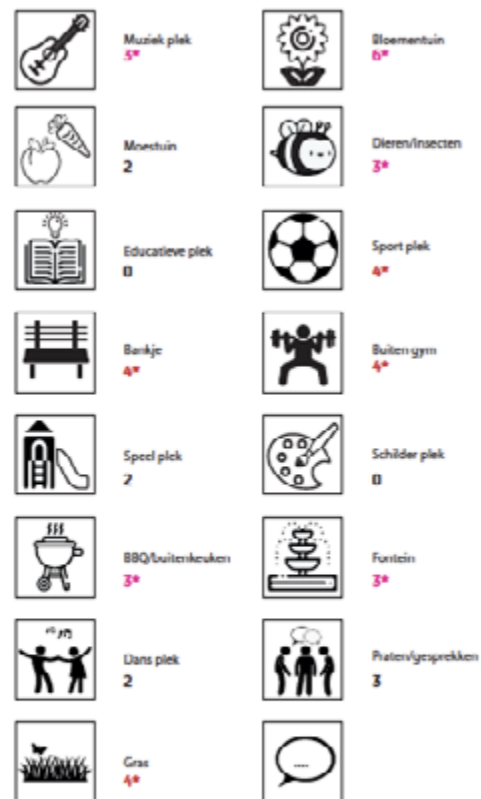 Muziek plek
Bloementuin
6*
Moestuin
2
Dieren/insecten
3*
Educatieve plek
0
Sport plek
4*
Bankje
4*
Buiten gym
4*
Speel plek
2
Schilder plek
0
BBQ/buitenkeuken
3*
Fontein
3*
Dans plek
2
Praten/gesprekken
3
Gras
4*
....